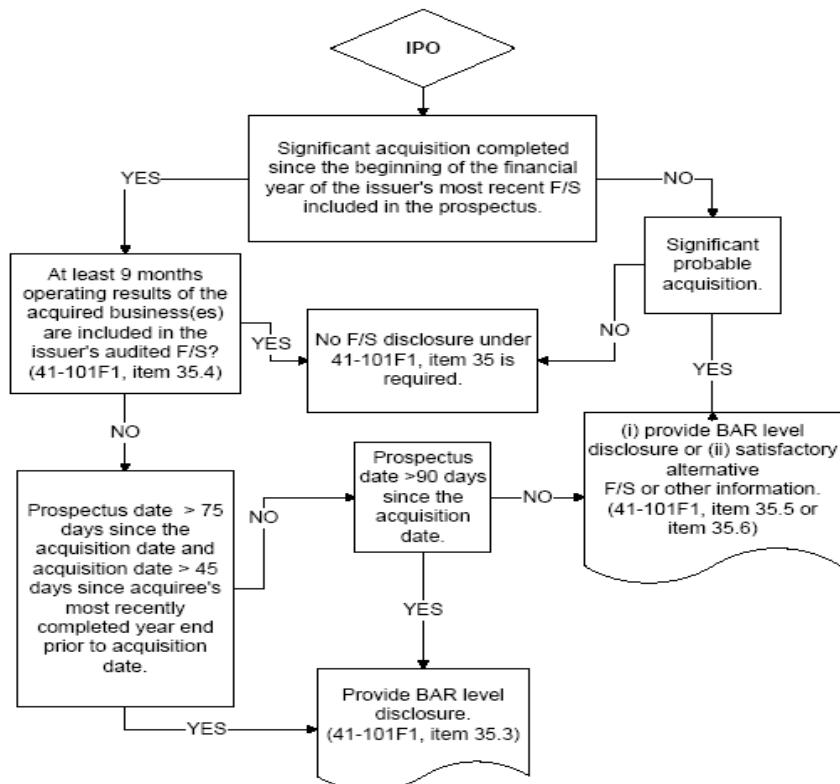 IPO
Significant acquisition completed
since the beginning of the financial
year of the issuer's most recent F/S
included in the prospectus.
YES
NO
At least 9 months
operating results of the
acquired business(es)
are included in the
issuer's audited F/S?
(41-101F1, item 35.4)
Significant
probable
acquisition.
YES
NO
No F/S disclosure under
41-101F1, item 35 is
required.
YES
NO
Prospectus date > 75
days since the
acquisition date and
acquisition date > 45
days since acquiree's
most recently
completed year end
prior to acquisition
date.
NO
Prospectus
date >90 days
since the
acquisition
date.
NO
(i) provide BAR level
disclosure or (ii) satisfactory
alternative
F/S or other information.
(41-101F1, item 35.5 or
item 35.6)
YES
YES
Provide BAR level
disclosure.
(41-101F1, item 35.3)